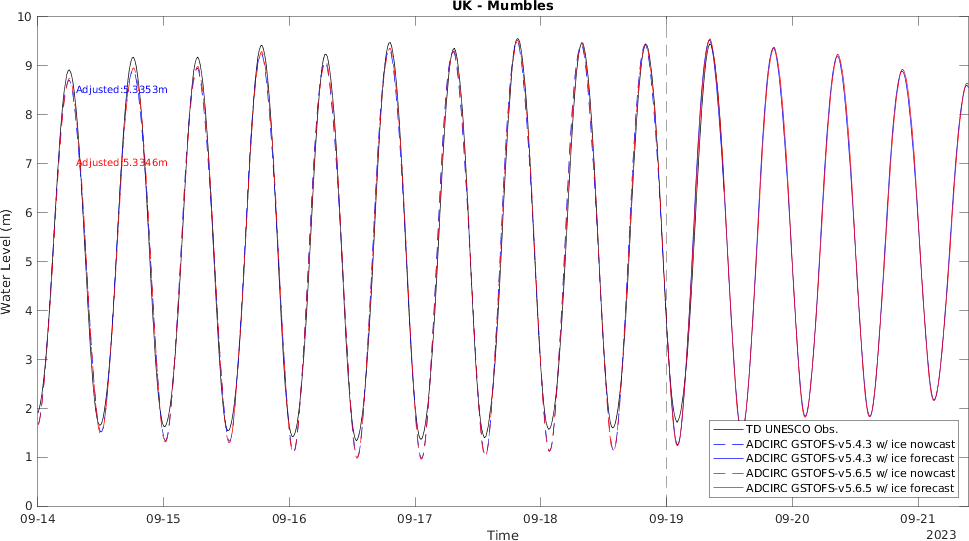 UK - Mumbles
10
9
8
7
6
5
4
3
2
1
0
Water Level (m)
Adjusted:5.3353m
Adjusted:5.3346m
TD UNESCO Obs.
ADCIRC GSTOFS-v5.4.3 w/ ice nowcast
ADCIRC GSTOFS-v5.4.3 w/ ice forecast
ADCIRC GSTOFS-v5.6.5 w/ ice nowcast
ADCIRC GSTOFS-v5.6.5 w/ ice forecast
09-14 09-15 09-16 09-17 09-18 09-19 09-20 09-21
Time
2023